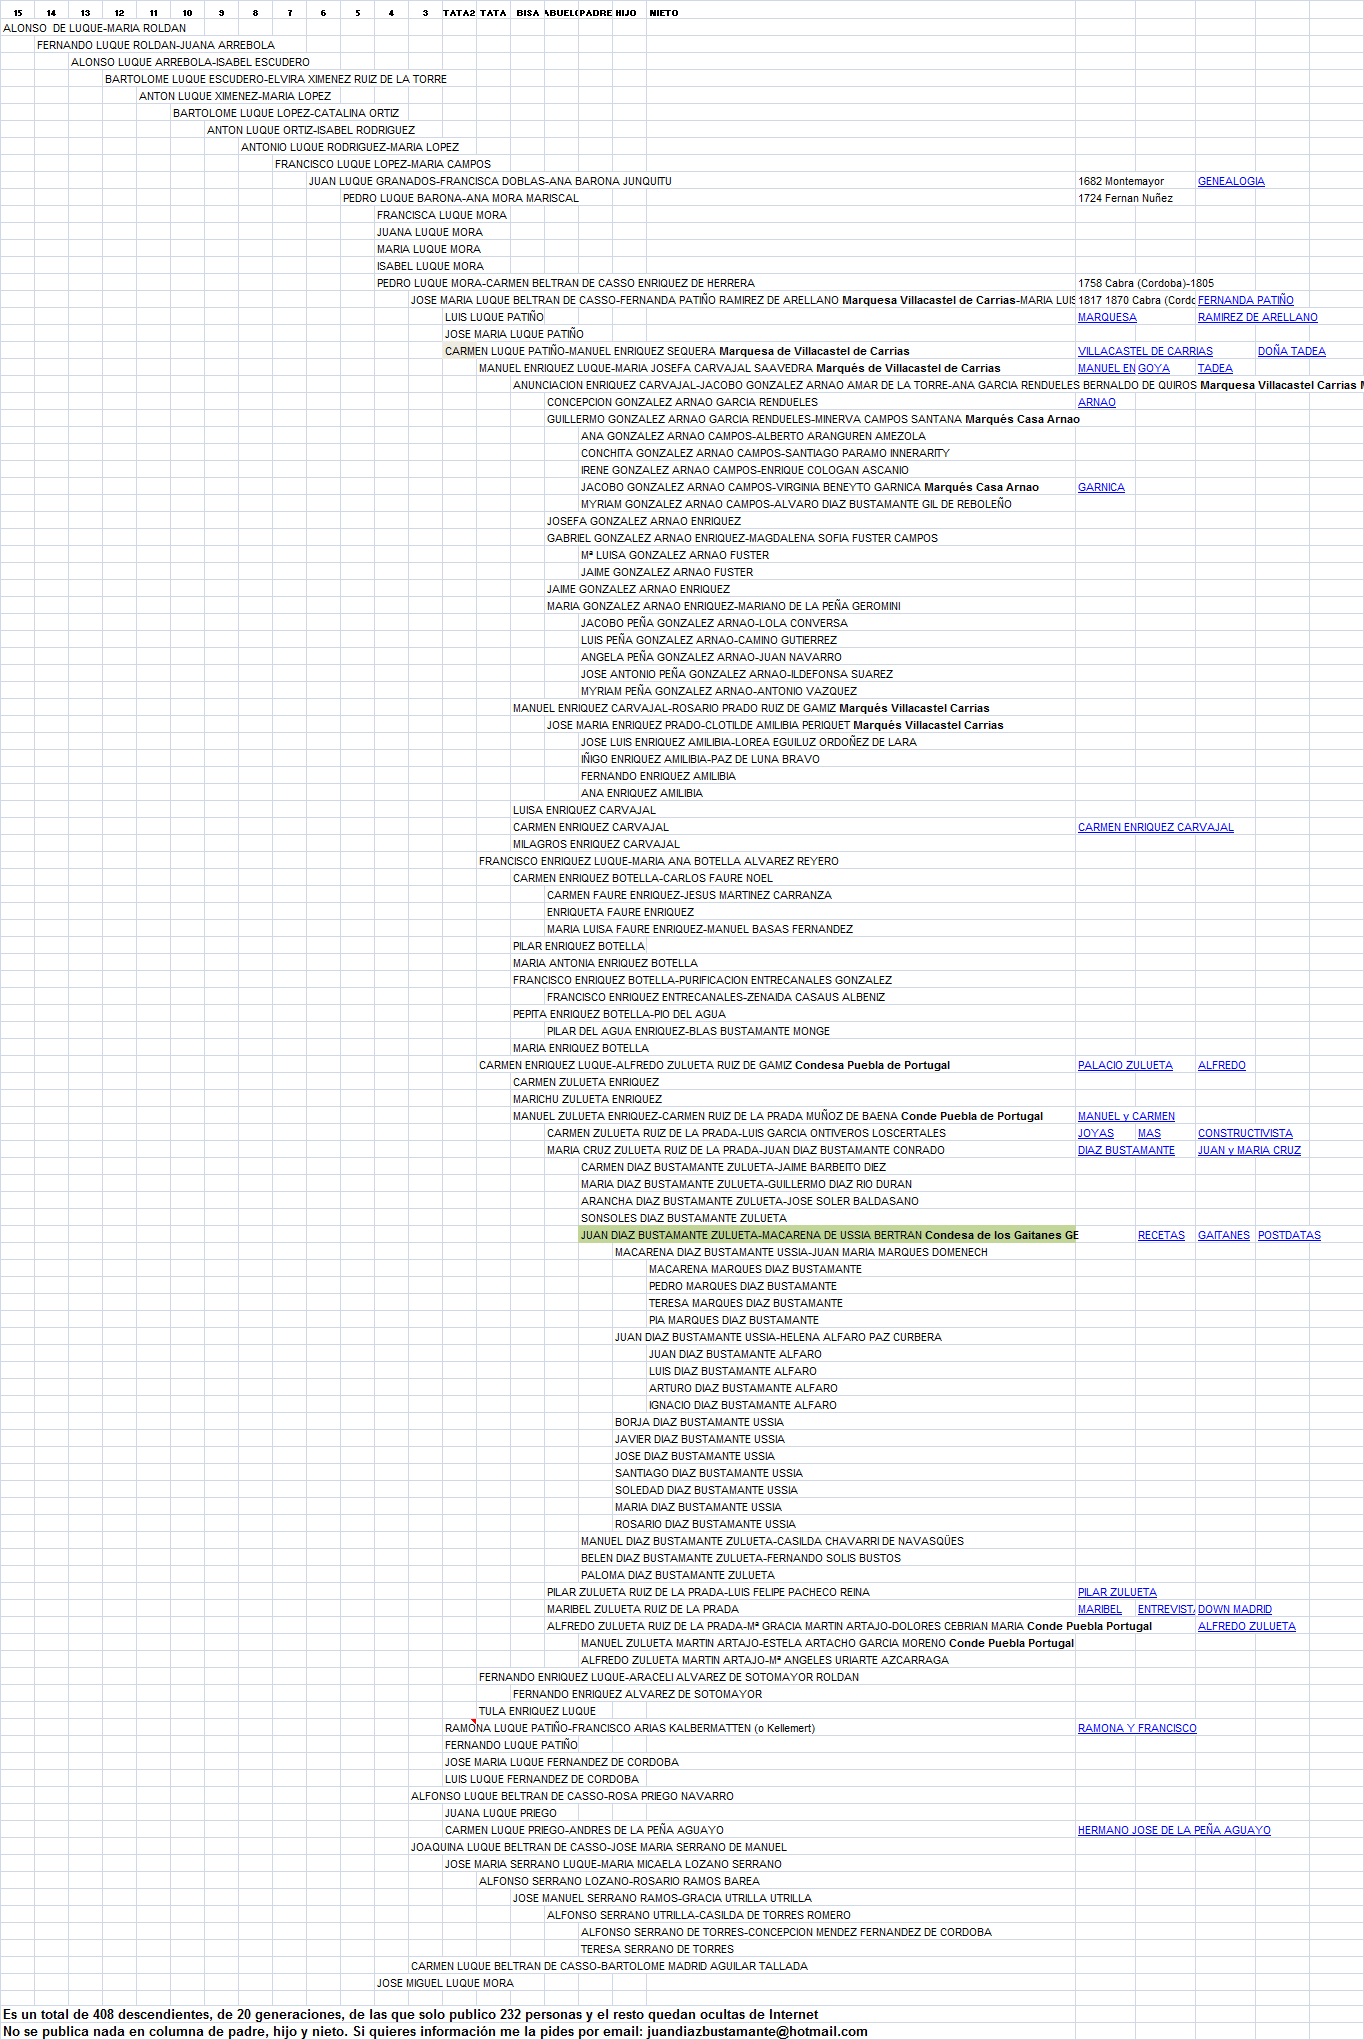 15 14 13 12 11 10 9 8 7 6 5 4 3 TATA2 TATA BISA ABUELO PADRE HIJO NIETO
ALONSO DE LUQUE-MARIA ROLDAN
FERNANDO LUQUE ROLDAN-JUANA ARREBOLA
ALONSO LUQUE ARREBOLA-ISABEL ESCUDERO
BARTOLOME LUQUE ESCUDERO-ELVIRA XIMENEZ RUIZ DE LA TORRE
ANTON LUQUE XIMENEZ-MARIA LOPEZ
BARTOLOME LUQUE LOPEZ-CATALINA ORTIZ
ANTON LUQUE ORTIZ-ISABEL RODRIGUEZ
ANTONIO LUQUE RODRIGUEZ-MARIA LOPEZ
FRANCISCO LUQUE LOPEZ-MARIA CAMPOS
JUAN LUQUE GRANADOS-FRANCISCA DOBLAS-ANA BARONA JUNQUITU 1682 Montemayor GENEALOGIA
PEDRO LUQUE BARONA-ANA MORA MARISCAL 1724 Fernan Nuñez
FRANCISCA LUQUE MORA
JUANA LUQUE MORA
MARIA LUQUE MORA
ISABEL LUQUE MORA
PEDRO LUQUE MORA-CARMEN BELTRAN DE CASSO ENRIQUEZ DE HERRERA 1758 Cabra (Cordoba)-1805
JOSE MARIA LUQUE BELTRAN DE CASSO-FERNANDA PATIÑO RAMIREZ DE ARELLANO Marquesa Villacastel de Carrias-MARIA LUIS 1817 1870 Cabra (Cordo FERNANDA PATIÑO
LUIS LUQUE PATIÑO MARQUESA RAMIREZ DE ARELLANO
JOSE MARIA LUQUE PATIÑO
CARMEN LUQUE PATIÑO-MANUEL ENRIQUEZ SEQUERA Marquesa de Villacastel de Carrias VILLACASTEL DE CARRIAS DOÑA TADEA
MANUEL ENRIQUEZ LUQUE-MARIA JOSEFA CARVAJAL SAAVEDRA Marqués de Villacastel de Carrias MANUEL EN GOYA TADEA
ANUNCIACION ENRIQUEZ CARVAJAL-JACOBO GONZALEZ ARNAO AMAR DE LA TORRE-ANA GARCIA RENDUELES BERNALDO DE QUIROS Marquesa Villacastel Carrias M
CONCEPCION GONZALEZ ARNAO GARCIA RENDUELES ARNAO
GUILLERMO GONZALEZ ARNAO GARCIA RENDUELES-MINERVA CAMPOS SANTANA Marqués Casa Arnao
ANA GONZALEZ ARNAO CAMPOS-ALBERTO ARANGUREN AMEZOLA
CONCHITA GONZALEZ ARNAO CAMPOS-SANTIAGO PARAMO INNERARITY
IRENE GONZALEZ ARNAO CAMPOS-ENRIQUE COLOGAN ASCANIO
JACOBO GONZALEZ ARNAO CAMPOS-VIRGINIA BENEYTO GARNICA Marqués Casa Arnao GARNICA
MYRIAM GONZALEZ ARNAO CAMPOS-ALVARO DIAZ BUSTAMANTE GIL DE REBOLEÑO
JOSEFA GONZALEZ ARNAO ENRIQUEZ
GABRIEL GONZALEZ ARNAO ENRIQUEZ-MAGDALENA SOFIA FUSTER CAMPOS
Mª LUISA GONZALEZ ARNAO FUSTER
JAIME GONZALEZ ARNAO FUSTER
JAIME GONZALEZ ARNAO ENRIQUEZ
MARIA GONZALEZ ARNAO ENRIQUEZ-MARIANO DE LA PEÑA GEROMINI
JACOBO PEÑA GONZALEZ ARNAO-LOLA CONVERSA
LUIS PEÑA GONZALEZ ARNAO-CAMINO GUTIERREZ
ANGELA PEÑA GONZALEZ ARNAO-JUAN NAVARRO
JOSE ANTONIO PEÑA GONZALEZ ARNAO-ILDEFONSA SUAREZ
MYRIAM PEÑA GONZALEZ ARNAO-ANTONIO VAZQUEZ
MANUEL ENRIQUEZ CARVAJAL-ROSARIO PRADO RUIZ DE GAMIZ Marqués Villacastel Carrias
JOSE MARIA ENRIQUEZ PRADO-CLOTILDE AMILIBIA PERIQUET Marqués Villacastel Carrias
JOSE LUIS ENRIQUEZ AMILIBIA-LOREA EGUILUZ ORDOÑEZ DE LARA
IÑIGO ENRIQUEZ AMILIBIA-PAZ DE LUNA BRAVO
FERNANDO ENRIQUEZ AMILIBIA
ANA ENRIQUEZ AMILIBIA
LUISA ENRIQUEZ CARVAJAL
CARMEN ENRIQUEZ CARVAJAL CARMEN ENRIQUEZ CARVAJAL
MILAGROS ENRIQUEZ CARVAJAL
FRANCISCO ENRIQUEZ LUQUE-MARIA ANA BOTELLA ALVAREZ REYERO
CARMEN ENRIQUEZ BOTELLA-CARLOS FAURE NOEL
CARMEN FAURE ENRIQUEZ-JESUS MARTINEZ CARRANZA
ENRIQUETA FAURE ENRIQUEZ
MARIA LUISA FAURE ENRIQUEZ-MANUEL BASAS FERNANDEZ
PILAR ENRIQUEZ BOTELLA
MARIA ANTONIA ENRIQUEZ BOTELLA
FRANCISCO ENRIQUEZ BOTELLA-PURIFICACION ENTRECANALES GONZALEZ
FRANCISCO ENRIQUEZ ENTRECANALES-ZENAIDA CASAUS ALBENIZ
PEPITA ENRIQUEZ BOTELLA-PIO DEL AGUA
PILAR DEL AGUA ENRIQUEZ-BLAS BUSTAMANTE MONGE
MARIA ENRIQUEZ BOTELLA
CARMEN ENRIQUEZ LUQUE-ALFREDO ZULUETA RUIZ DE GAMIZ Condesa Puebla de Portugal PALACIO ZULUETA ALFREDO
CARMEN ZULUETA ENRIQUEZ
MARICHU ZULUETA ENRIQUEZ
MANUEL ZULUETA ENRIQUEZ-CARMEN RUIZ DE LA PRADA MUÑOZ DE BAENA Conde Puebla de Portugal MANUEL y CARMEN
CARMEN ZULUETA RUIZ DE LA PRADA-LUIS GARCIA ONTIVEROS LOSCERTALES JOYAS MAS CONSTRUCTIVISTA
MARIA CRUZ ZULUETA RUIZ DE LA PRADA-JUAN DIAZ BUSTAMANTE CONRADO DIAZ BUSTAMANTE JUAN y MARIA CRUZ
CARMEN DIAZ BUSTAMANTE ZULUETA-JAIME BARBEITO DIEZ
MARIA DIAZ BUSTAMANTE ZULUETA-GUILLERMO DIAZ RIO DURAN
ARANCHA DIAZ BUSTAMANTE ZULUETA-JOSE SOLER BALDASANO
SONSOLES DIAZ BUSTAMANTE ZULUETA
JUAN DIAZ BUSTAMANTE ZULUETA-MACARENA DE USSIA BERTRAN Condesa de los Gaitanes GE RECETAS GAITANES POSTDATAS
MACARENA DIAZ BUSTAMANTE USSIA-JUAN MARIA MARQUES DOMENECH
MACARENA MARQUES DIAZ BUSTAMANTE
PEDRO MARQUES DIAZ BUSTAMANTE
TERESA MARQUES DIAZ BUSTAMANTE
PIA MARQUES DIAZ BUSTAMANTE
JUAN DIAZ BUSTAMANTE USSIA-HELENA ALFARO PAZ CURBERA
JUAN DIAZ BUSTAMANTE ALFARO
LUIS DIAZ BUSTAMANTE ALFARO
ARTURO DIAZ BUSTAMANTE ALFARO
IGNACIO DIAZ BUSTAMANTE ALFARO
BORJA DIAZ BUSTAMANTE USSIA
JAVIER DIAZ BUSTAMANTE USSIA
JOSE DIAZ BUSTAMANTE USSIA
SANTIAGO DIAZ BUSTAMANTE USSIA
SOLEDAD DIAZ BUSTAMANTE USSIA
MARIA DIAZ BUSTAMANTE USSIA
ROSARIO DIAZ BUSTAMANTE USSIA
MANUEL DIAZ BUSTAMANTE ZULUETA-CASILDA CHAVARRI DE NAVASQÜES
BELEN DIAZ BUSTAMANTE ZULUETA-FERNANDO SOLIS BUSTOS
PALOMA DIAZ BUSTAMANTE ZULUETA
PILAR ZULUETA RUIZ DE LA PRADA-LUIS FELIPE PACHECO REINA PILAR ZULUETA
MARIBEL ZULUETA RUIZ DE LA PRADA MARIBEL ENTREVISTA DOWN MADRID
ALFREDO ZULUETA RUIZ DE LA PRADA-Mª GRACIA MARTIN ARTAJO-DOLORES CEBRIAN MARIA Conde Puebla Portugal ALFREDO ZULUETA
MANUEL ZULUETA MARTIN ARTAJO-ESTELA ARTACHO GARCIA MORENO Conde Puebla Portugal
ALFREDO ZULUETA MARTIN ARTAJO-Mª ANGELES URIARTE AZCARRAGA
FERNANDO ENRIQUEZ LUQUE-ARACELI ALVAREZ DE SOTOMAYOR ROLDAN
FERNANDO ENRIQUEZ ALVAREZ DE SOTOMAYOR
TULA ENRIQUEZ LUQUE
RAMONA LUQUE PATIÑO-FRANCISCO ARIAS KALBERMATTEN (o Kellemert) RAMONA Y FRANCISCO
FERNANDO LUQUE PATIÑO
JOSE MARIA LUQUE FERNANDEZ DE CORDOBA
LUIS LUQUE FERNANDEZ DE CORDOBA
ALFONSO LUQUE BELTRAN DE CASSO-ROSA PRIEGO NAVARRO
JUANA LUQUE PRIEGO
CARMEN LUQUE PRIEGO-ANDRES DE LA PEÑA AGUAYO HERMANO JOSE DE LA PEÑA AGUAYO
JOAQUINA LUQUE BELTRAN DE CASSO-JOSE MARIA SERRANO DE MANUEL
JOSE MARIA SERRANO LUQUE-MARIA MICAELA LOZANO SERRANO
ALFONSO SERRANO LOZANO-ROSARIO RAMOS BAREA
JOSE MANUEL SERRANO RAMOS-GRACIA UTRILLA UTRILLA
ALFONSO SERRANO UTRILLA-CASILDA DE TORRES ROMERO
ALFONSO SERRANO DE TORRES-CONCEPCION MENDEZ FERNANDEZ DE CORDOBA
TERESA SERRANO DE TORRES
CARMEN LUQUE BELTRAN DE CASSO-BARTOLOME MADRID AGUILAR TALLADA
JOSE MIGUEL LUQUE MORA
Es un total de 408 descendientes, de 20 generaciones, de las que solo publico 232 personas y el resto quedan ocultas de Internet
No se publica nada en columna de padre, hijo y nieto. Si quieres información me la pides por email: juandiazbustamante@hotmail.com